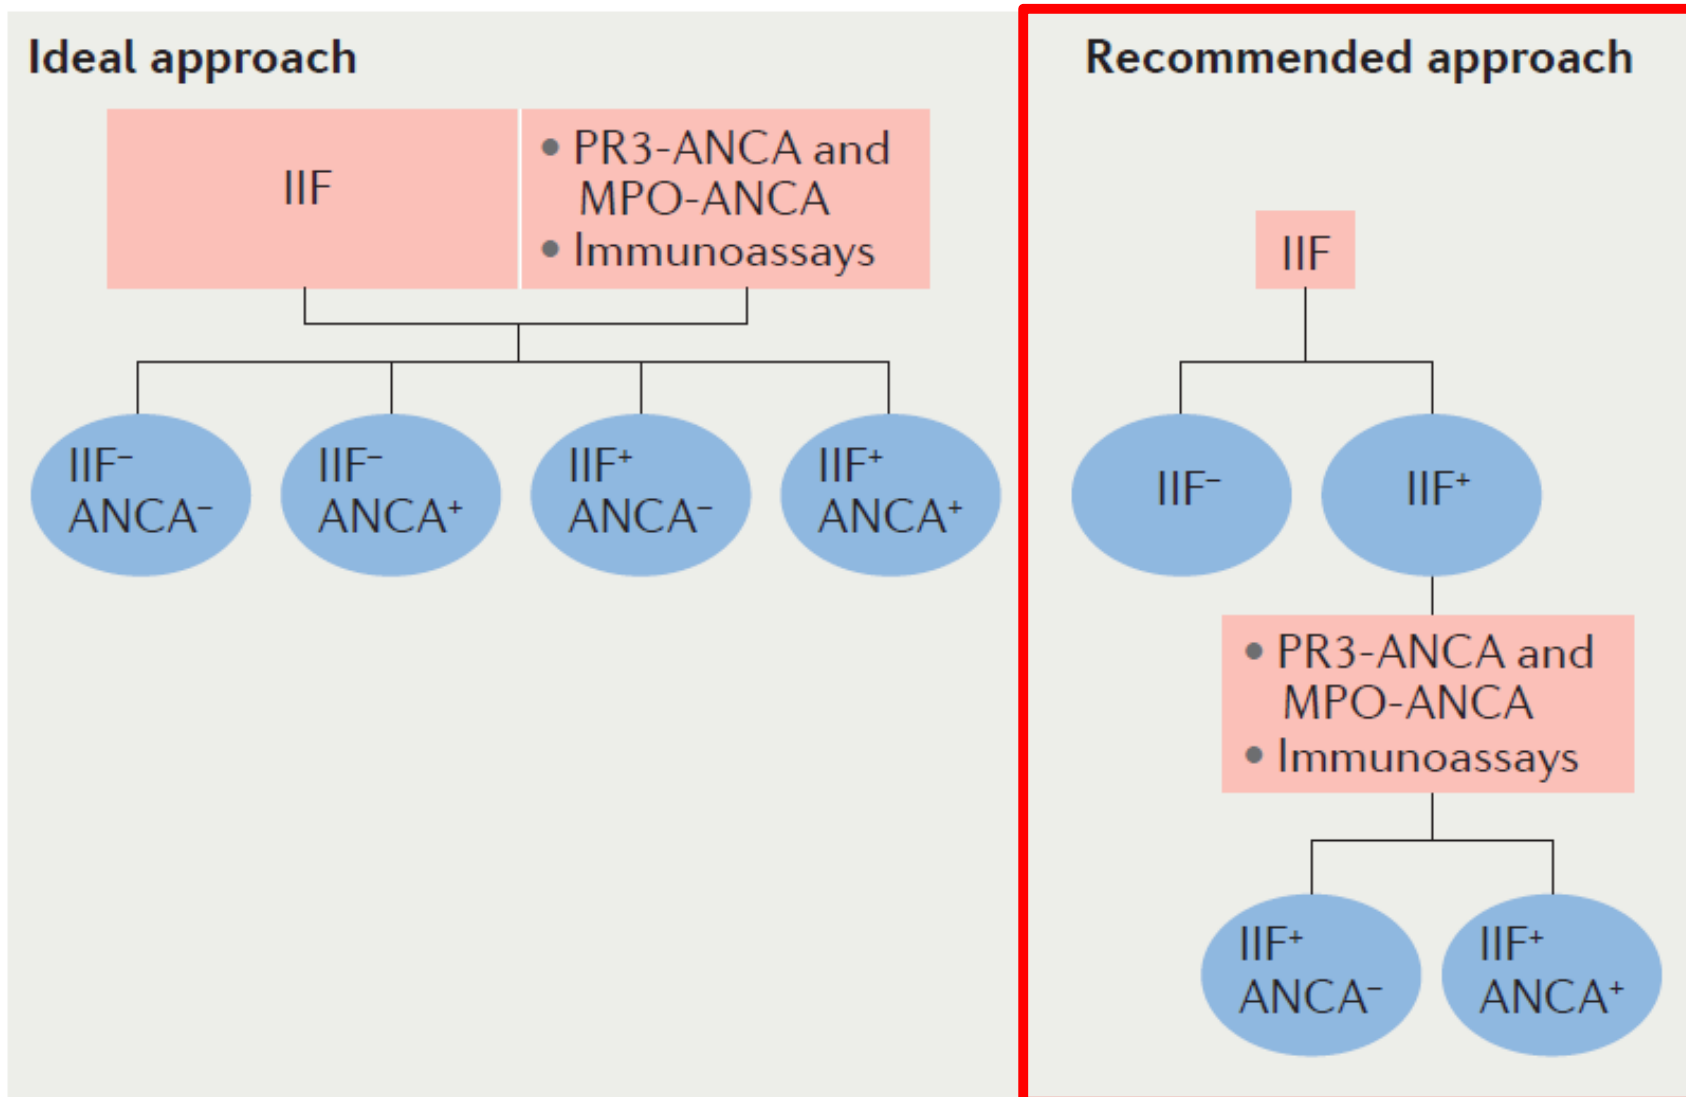 Ideal approach
IIF
• PR3-ANCA and
MPO-ANCA
• Immunoassays
IIF⁻
ANCA⁻
IIF⁻
ANCA⁺
IIF⁺
ANCA⁻
IIF⁺
ANCA⁺
Recommended approach
IIF
IIF⁻
IIF⁺
• PR3-ANCA and
MPO-ANCA
• Immunoassays
IIF⁺
ANCA⁻
IIF⁺
ANCA⁺